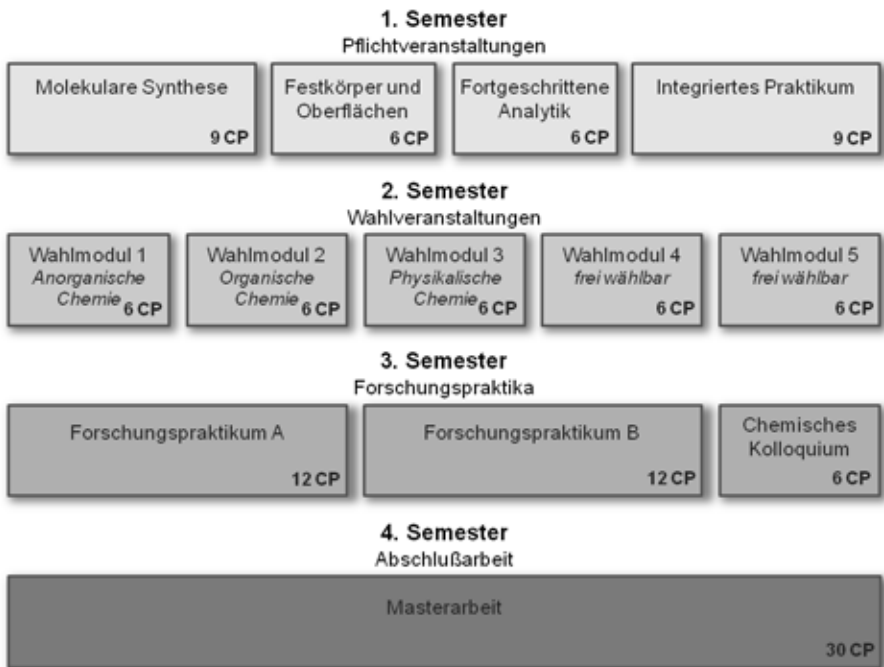 1. Semester
Pflichtveranstaltungen
Molekulare Synthese
9 CP
Festkörper und
Oberflächen
6 CP
Fortgeschrittene
Analytik
6 CP
Integriertes Praktikum
9 CP
2. Semester
Wahlveranstaltungen
Wahlmodul 1
Anorganische
Chemie 6 CP
Wahlmodul 2
Organische
Chemie 6 CP
Wahlmodul 3
Physikalische
Chemie 6 CP
Wahlmodul 4
frei wählbar
6 CP
Wahlmodul 5
frei wählbar
6 CP
3. Semester
Forschungspraktika
Forschungspraktikum A
12 CP
Forschungspraktikum B
12 CP
Chemisches
Kolloquium
6 CP
4. Semester
Abschlußarbeit
Masterarbeit
30 CP